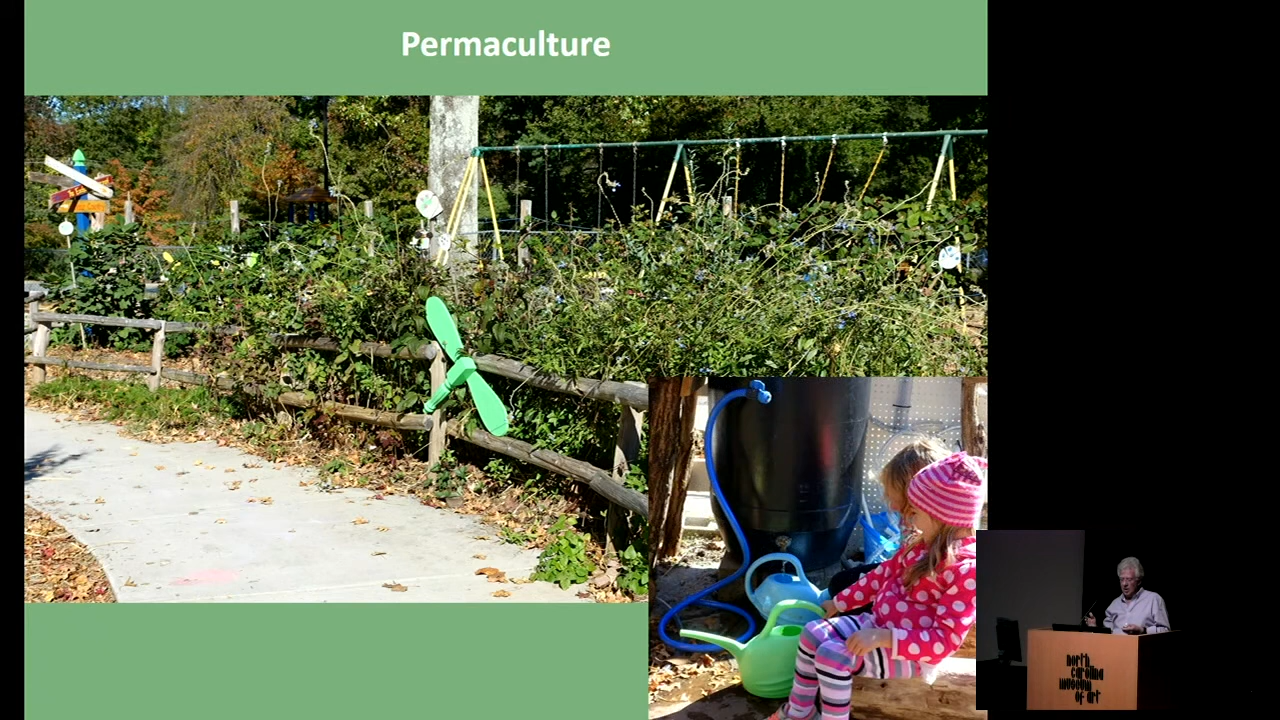 Permaculture
north
carolina
museum
of art